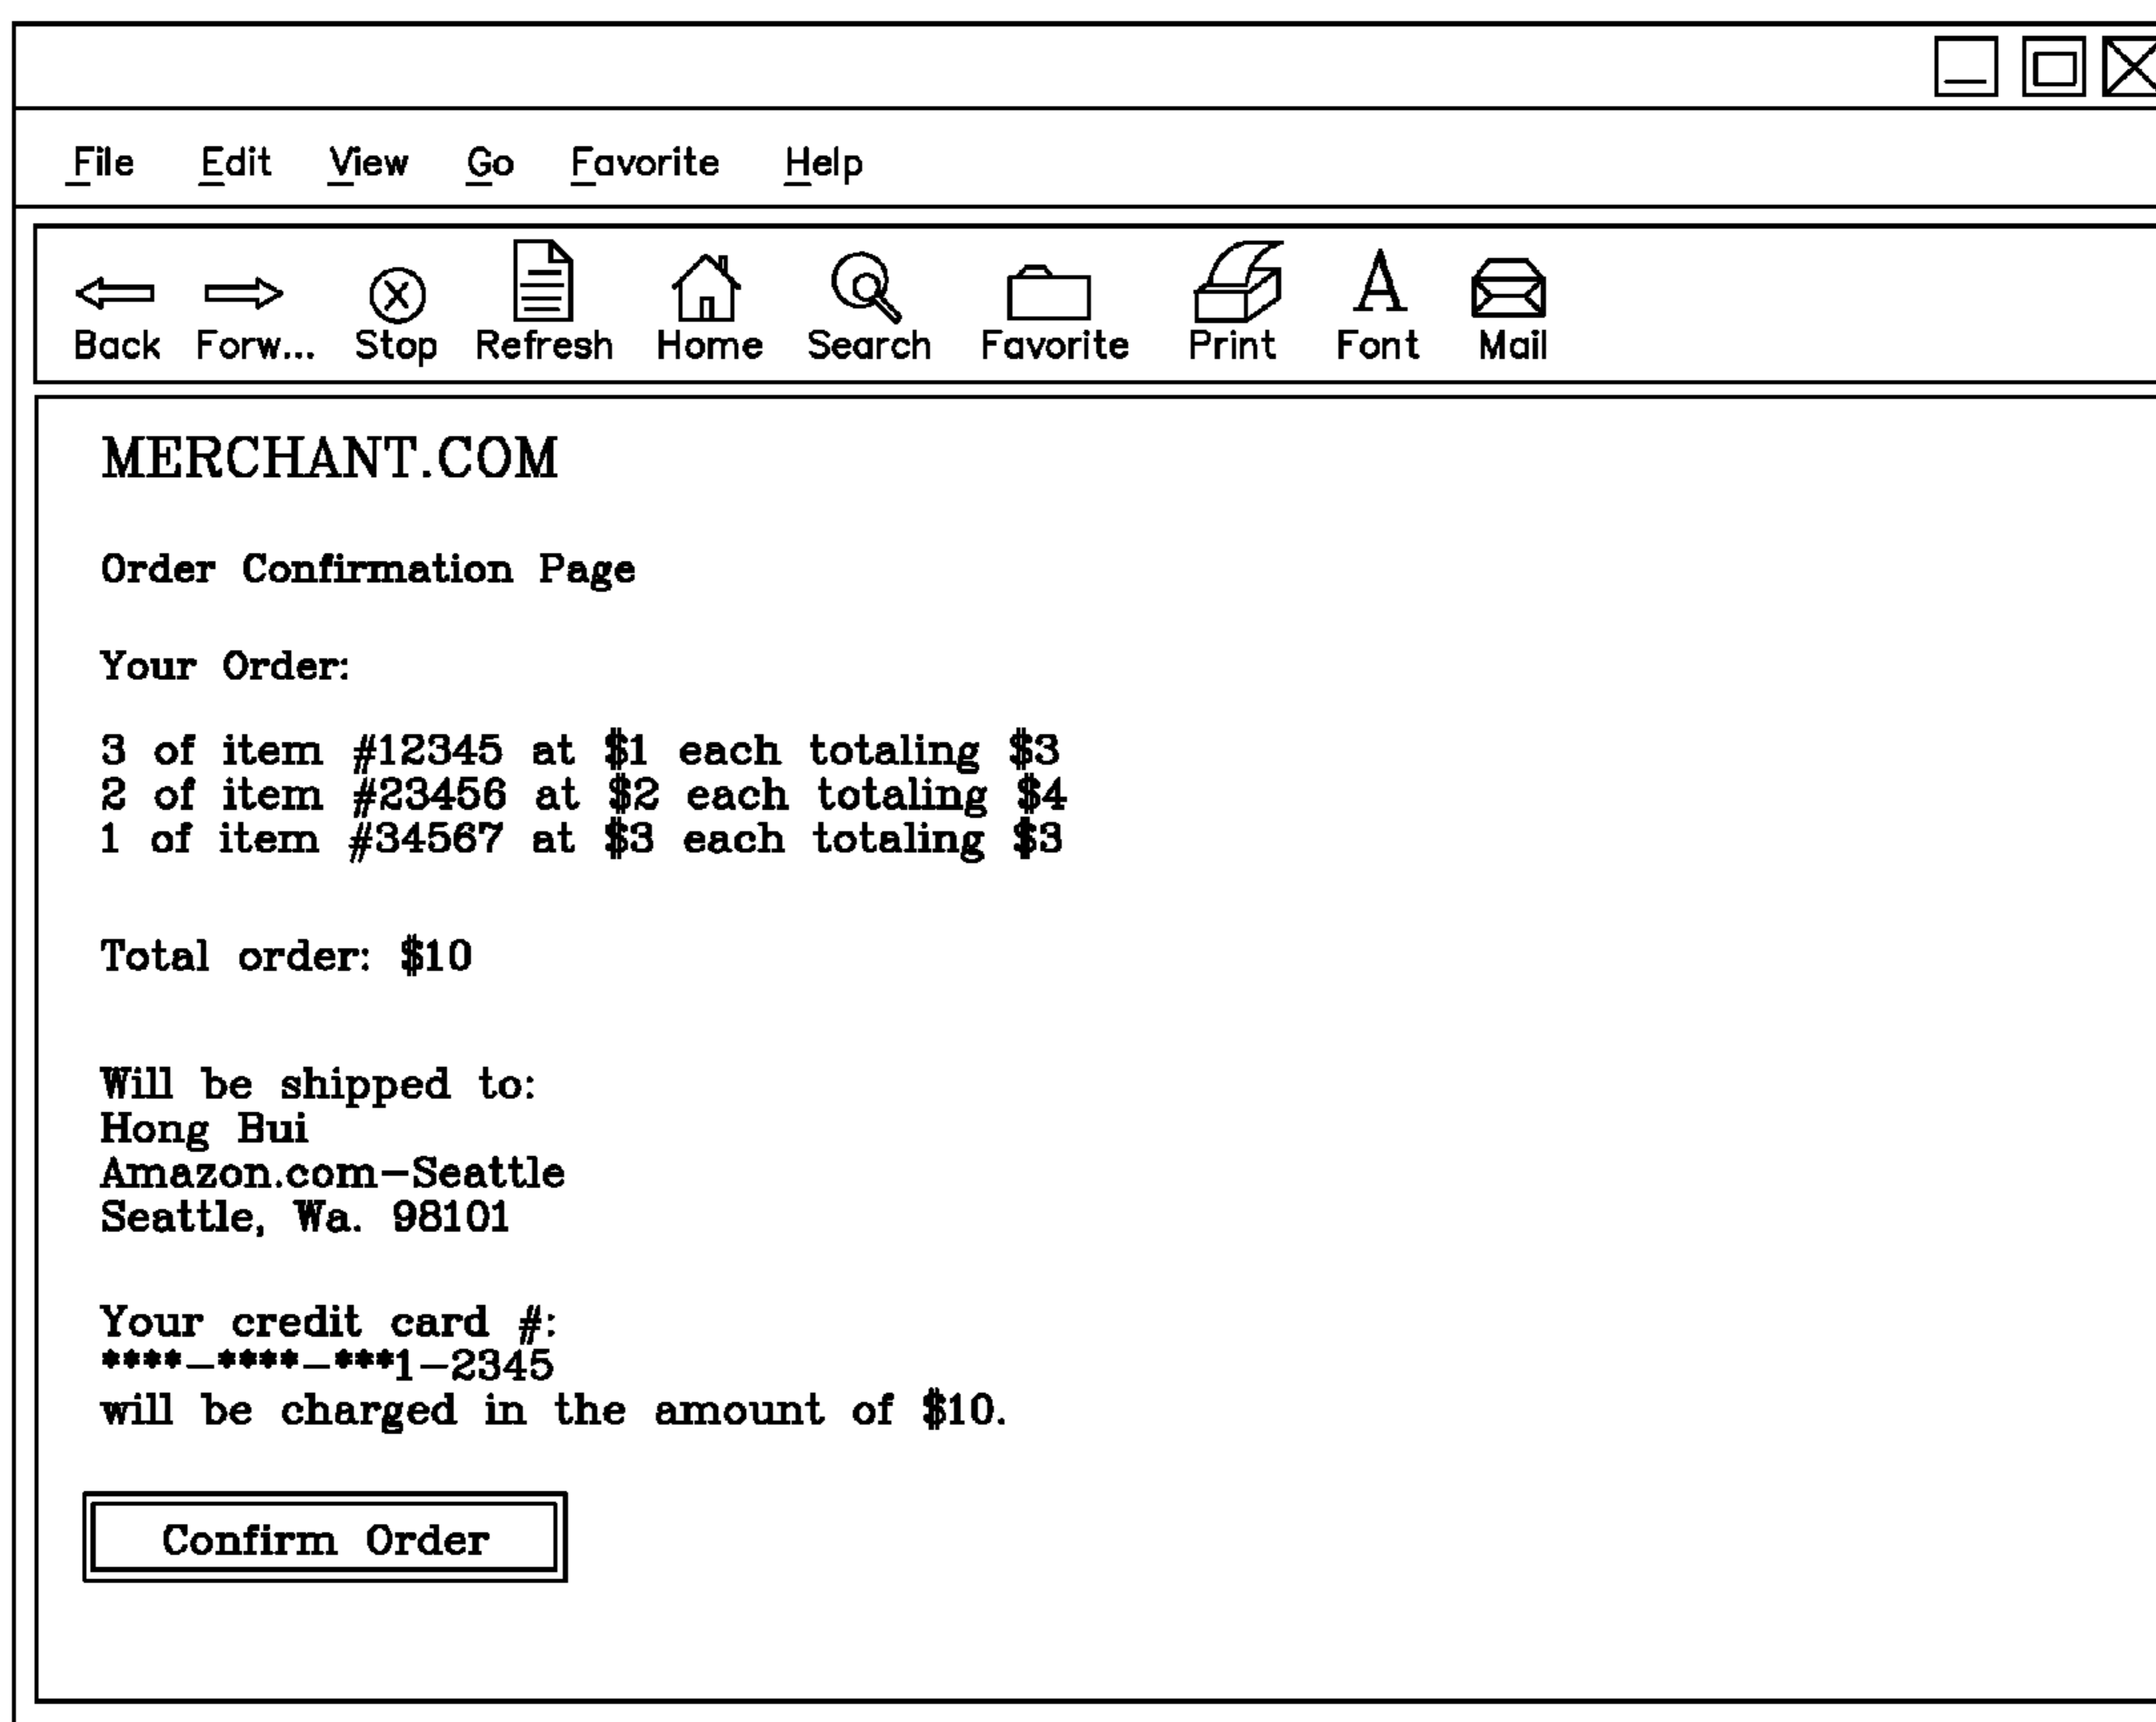 File Edit View Go Favorite Help
Back Forw... Stop Refresh Home Search Favorite Print Font Mail
MERCHANT.COM
Order Confirmation Page
Your Order:
3 of item #12345 at $1 each totaling $3
2 of item #23456 at $2 each totaling $4
1 of item #34567 at $3 each totaling $3
Total order: $10
Will be shipped to:
Hong Bui
Amazon.com-Seattle
Seattle, Wa. 98101
Your credit card #:
****-****-***1-2345
will be charged in the amount of $10.
Confirm Order